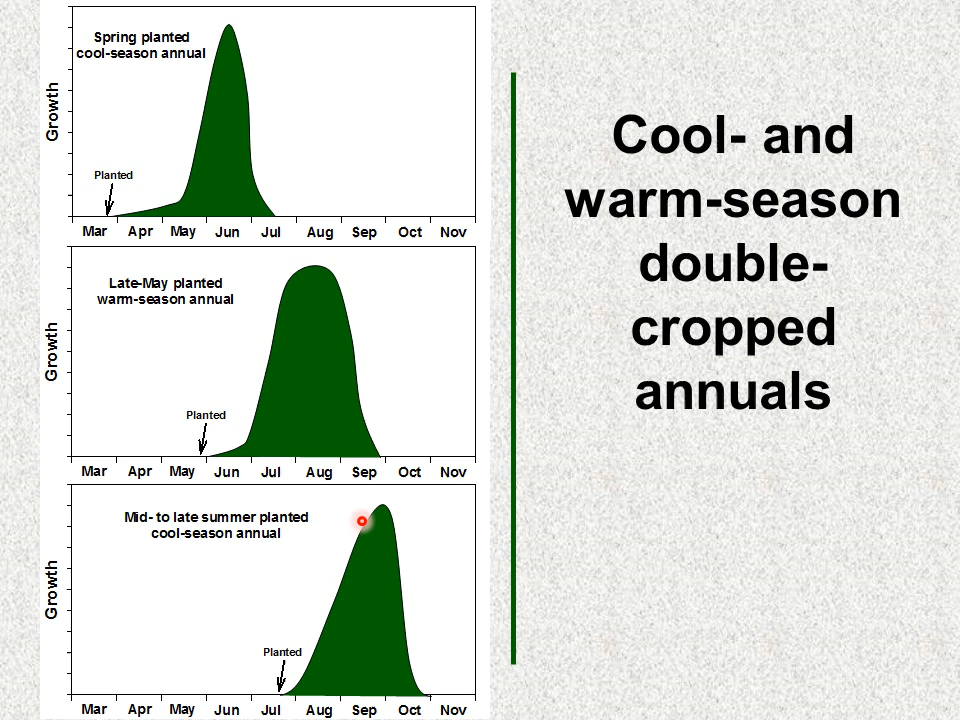 Spring planted
cool-season annual
Growth
Planted
Mar Apr May Jun Jul Aug Sep Oct Nov
Late-May planted
warm-season annual
Growth
Planted
Mar Apr May Jun Jul Aug Sep Oct Nov
Mid- to late summer planted
cool-season annual
Growth
Planted
Mar Apr May Jun Jul Aug Sep Oct Nov
Cool- and
warm-season
double-
cropped
annuals